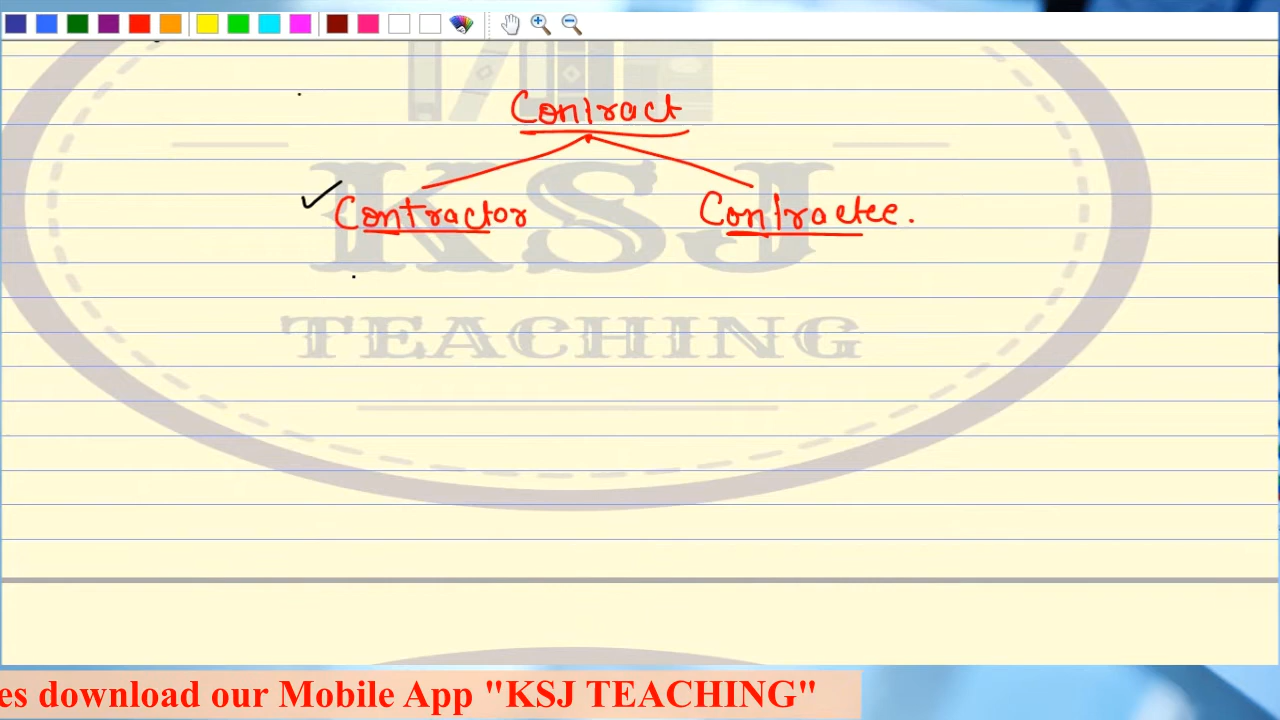 Contract
Contractor Contractee.
KSJ
TEACHING
es download our Mobile App "KSJ TEACHING"